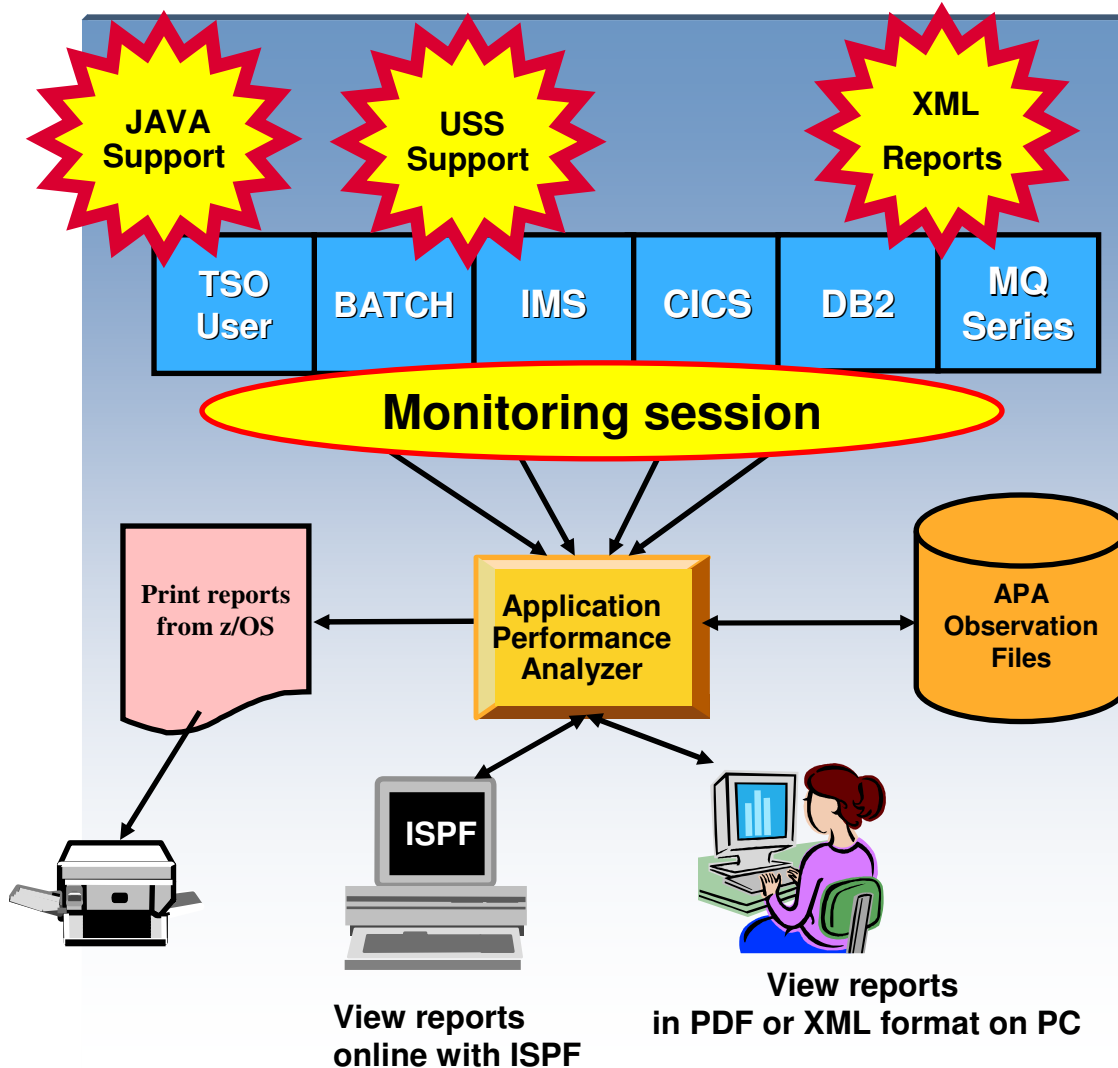 JAVA
Support
USS
Support
XML
Reports
TSO
User
BATCH
IMS
CICS
DB2
MQ
Series
Monitoring session
Print reports
from z/OS
Application
Performance
Analyzer
APA
Observation
Files
ISPF
View reports
online with ISPF
View reports
in PDF or XML format on PC